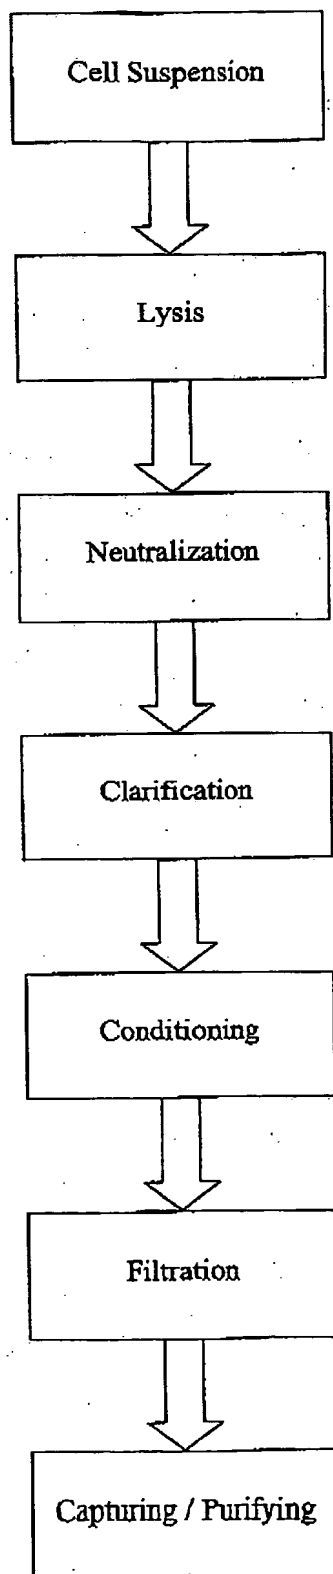 Cell Suspension
Lysis
Neutralization
Clarification
Conditioning
Filtration
Capturing / Purifying